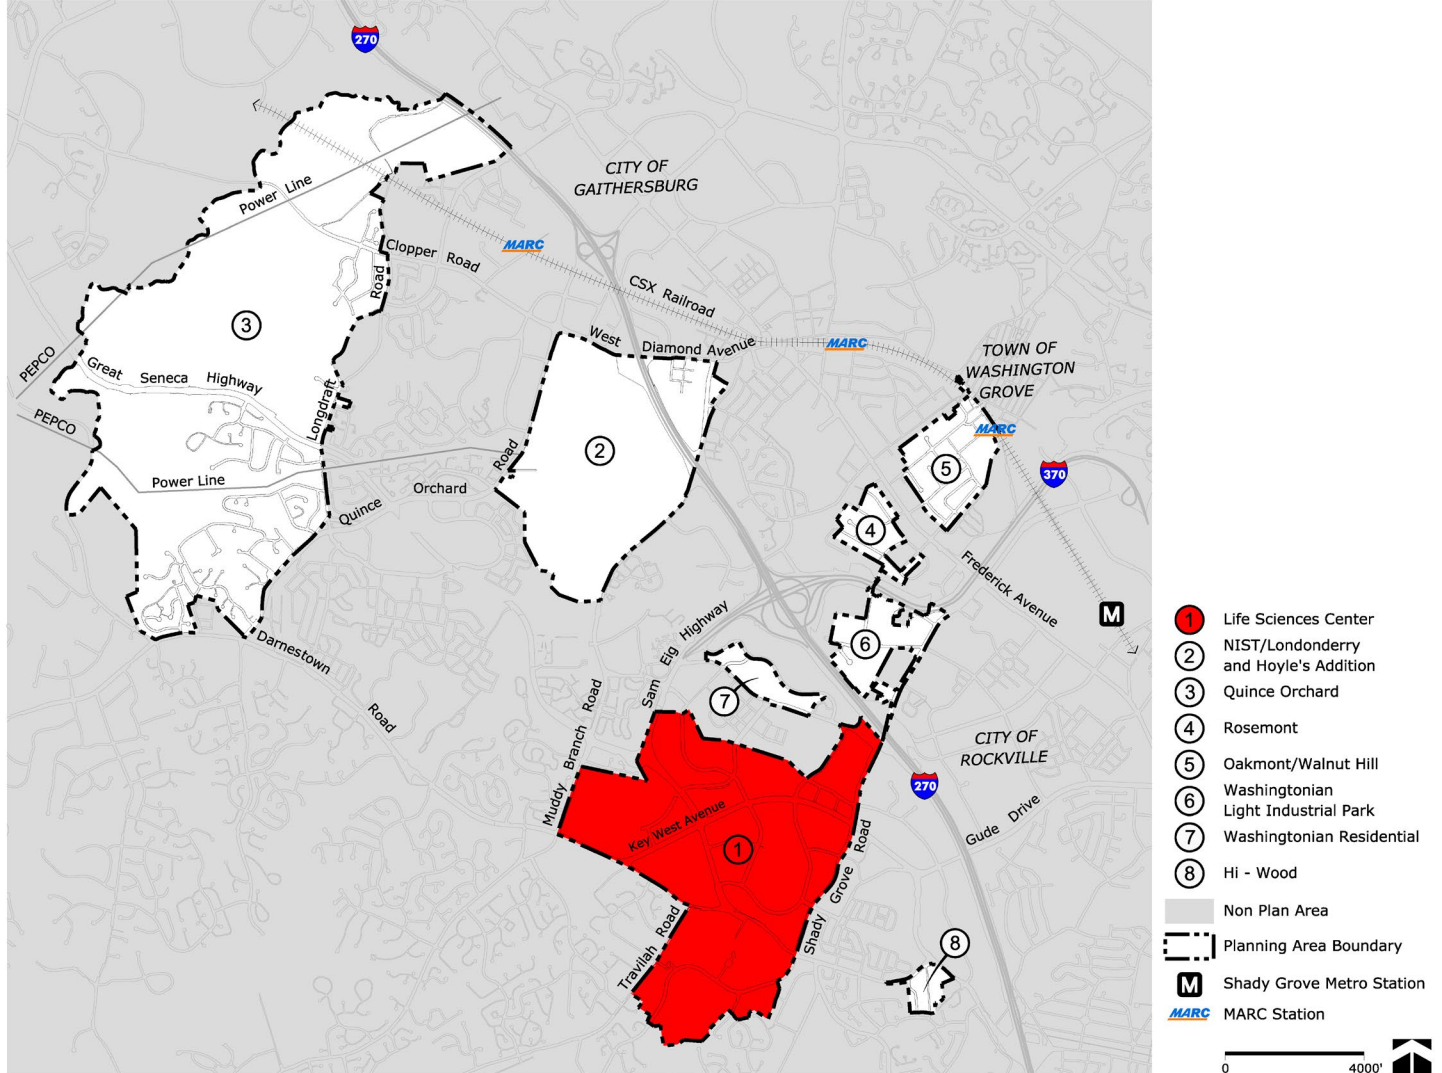 270
CITY OF
GAITHERSBURG
Power Line
MARC
Clopper Road
Road
CSX Railroad
West Diamond Avenue
MARC
3
PEPCO
Great Seneca Highway
TOWN OF
WASHINGTON
GROVE
Longdraft
PEPCO
MARC
Road
2
5
370
Power Line
Quince Orchard
4
Frederick Avenue
M
Eig Highway
6
Darnestown
Road
Sam
7
Muddy Branch Road
CITY OF
ROCKVILLE
270
Key West Avenue
1
Gude Drive
Shady Grove Road
Travilah Road
8
1 Life Sciences Center
2 NIST/Londonderry
and Hoyle's Addition
3 Quince Orchard
4 Rosemont
5 Oakmont/Walnut Hill
6 Washingtonian
Light Industrial Park
7 Washingtonian Residential
8 Hi - Wood
Non Plan Area
Planning Area Boundary
M Shady Grove Metro Station
MARC MARC Station
0 4000'